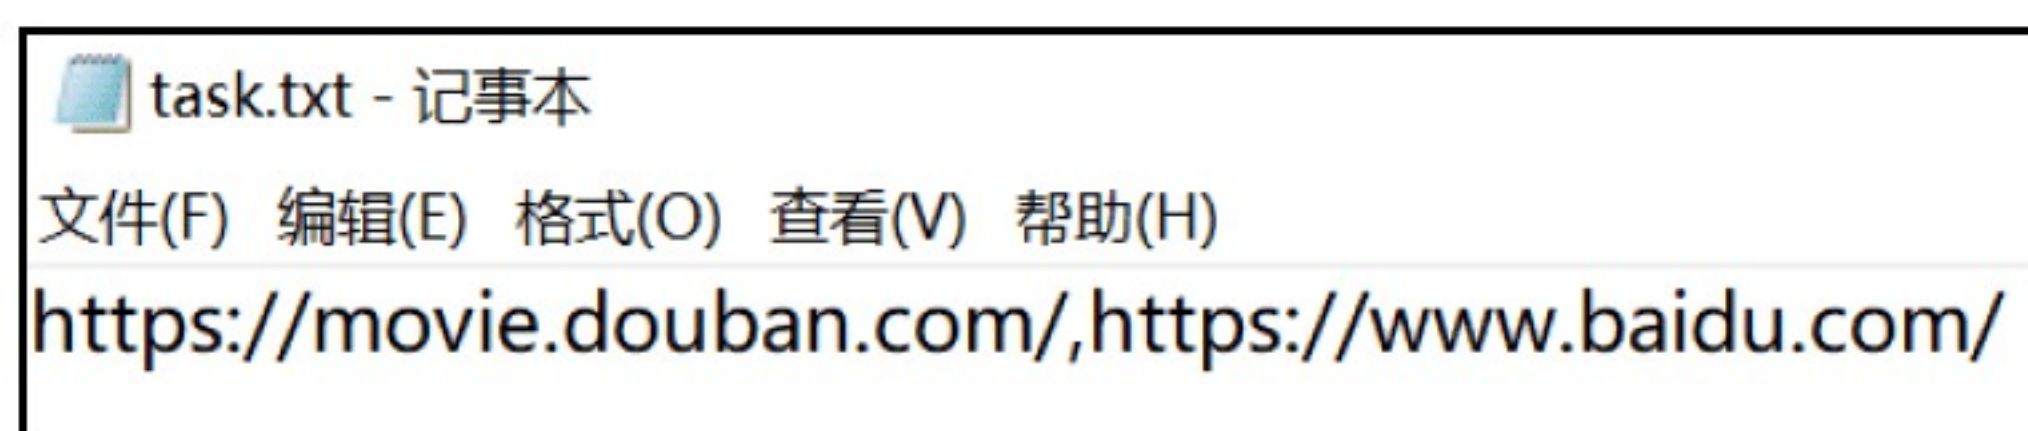 task.txt - 记事本
文件(F) 编辑(E) 格式(O) 查看(V) 帮助(H)
https://movie.douban.com/,https://www.baidu.com/